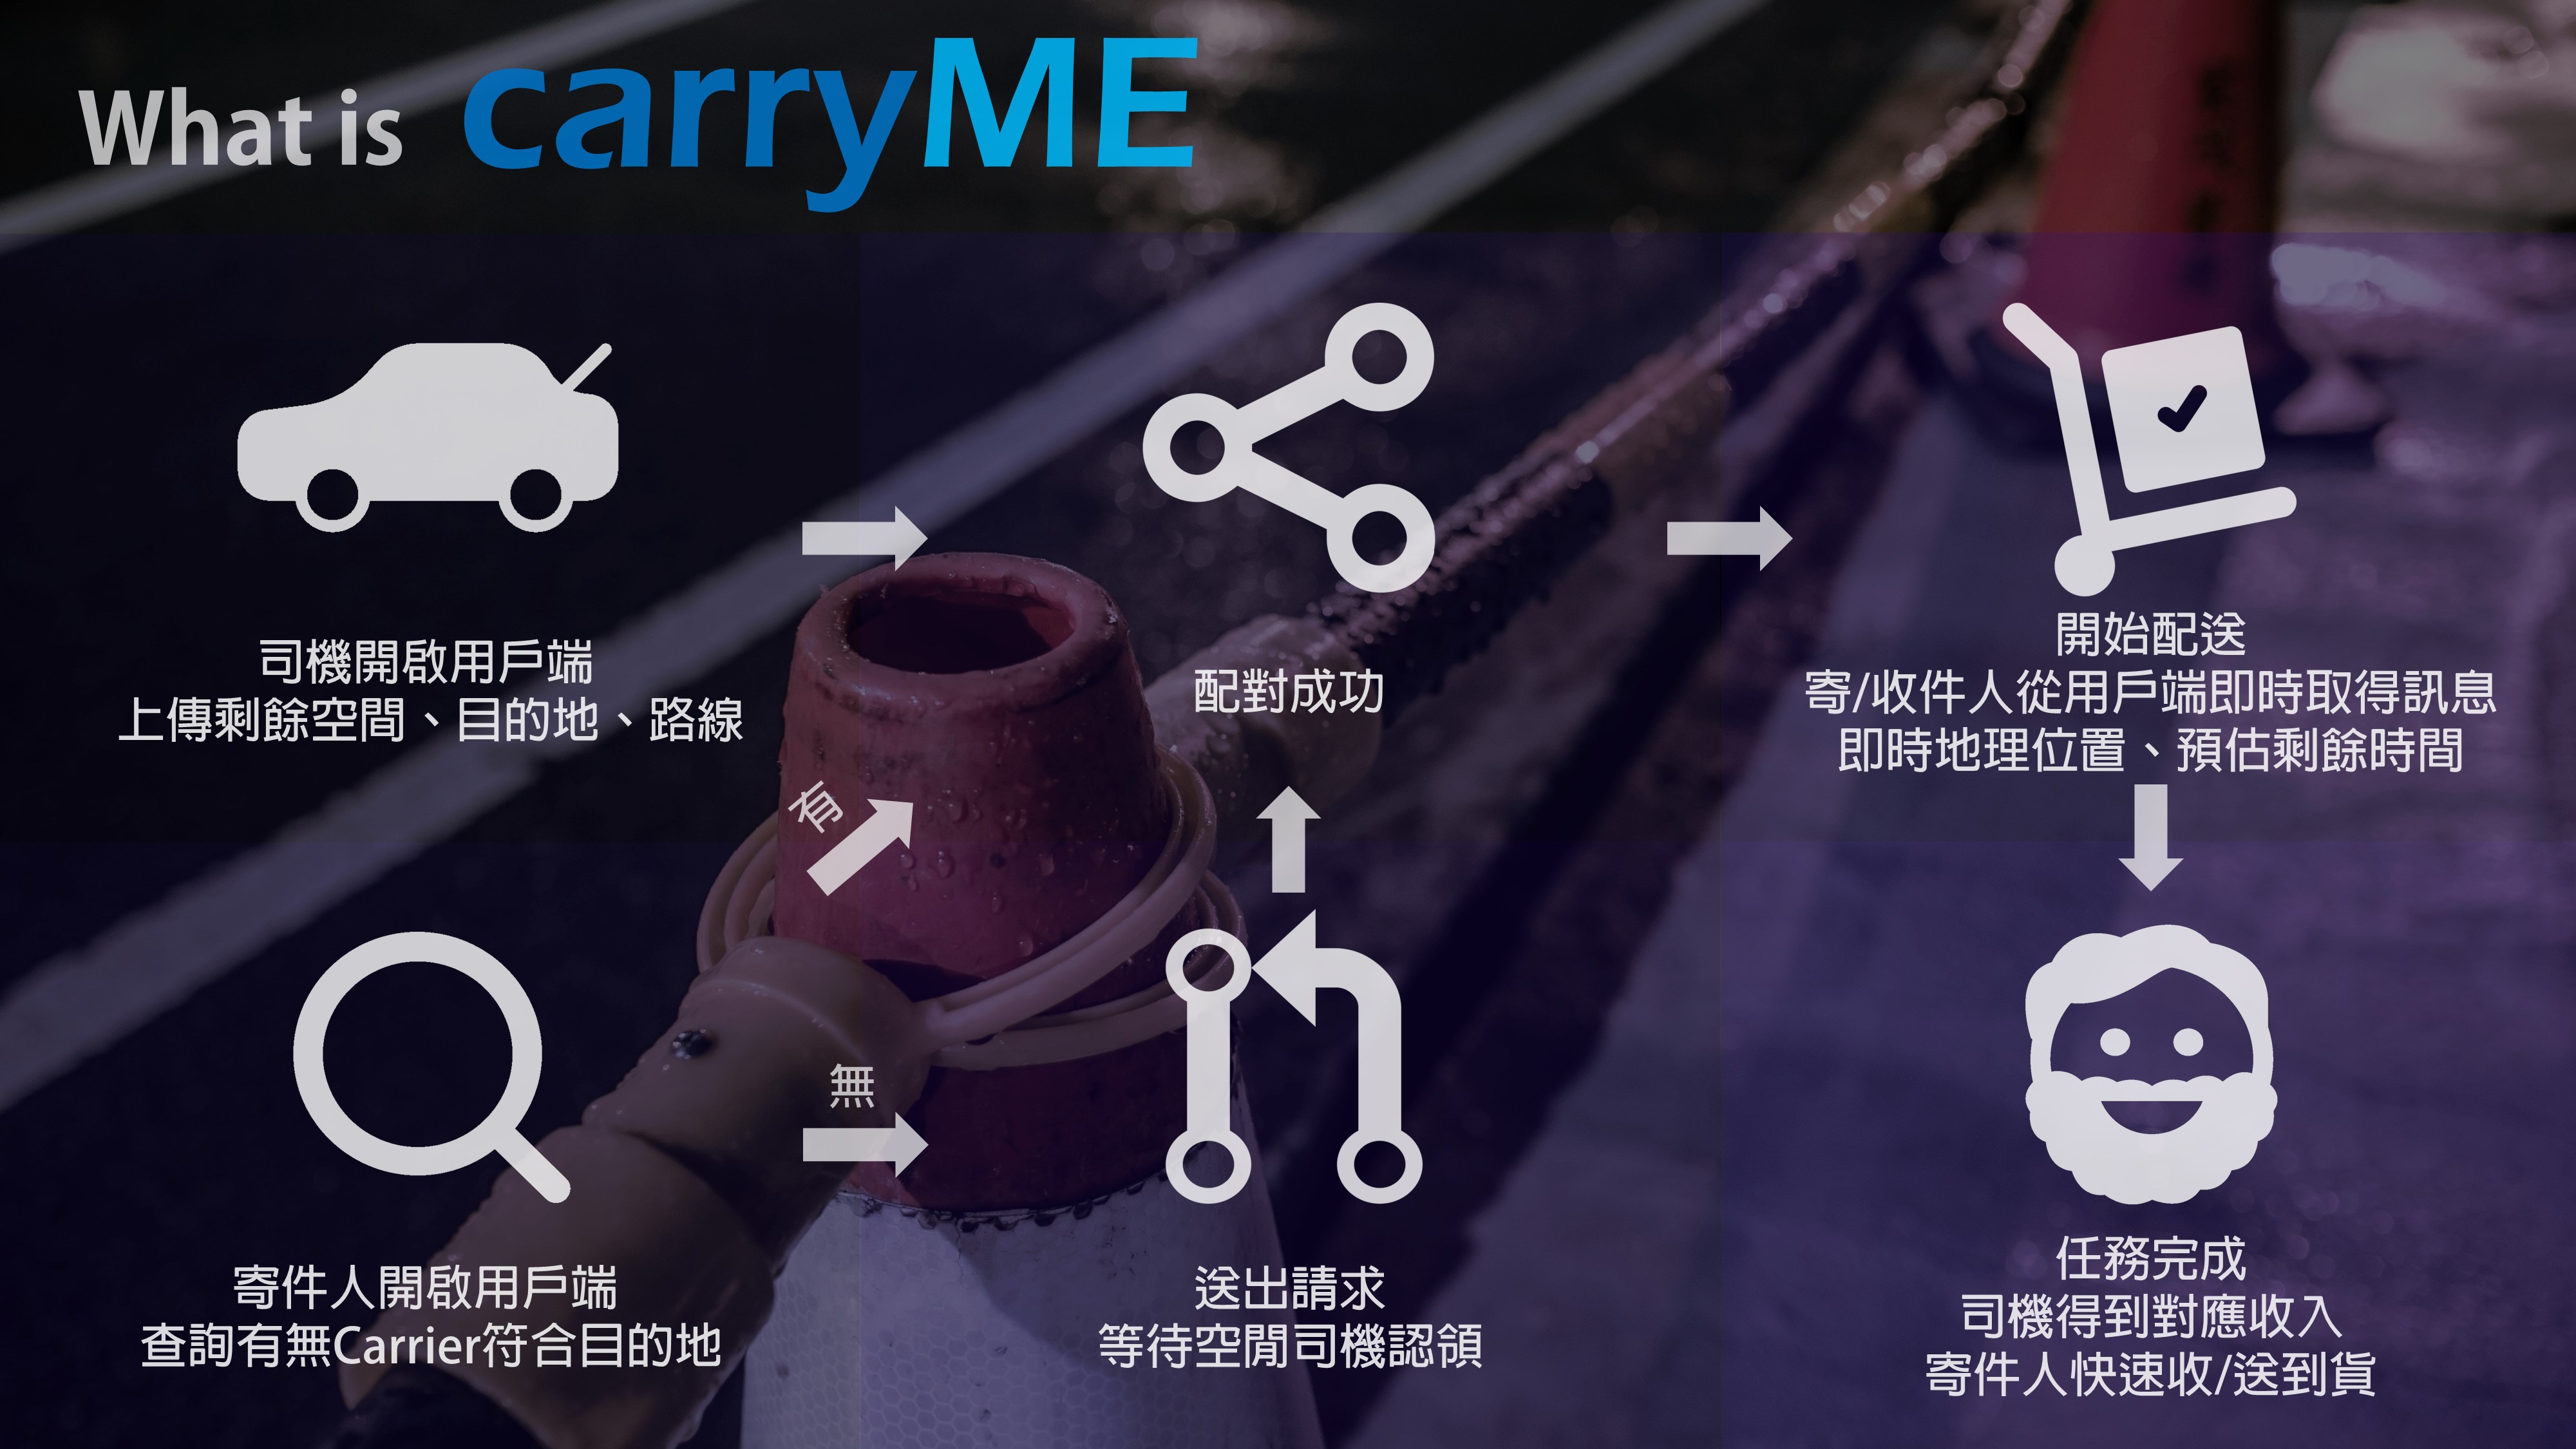 What is carryME
司機開啟用戶端
上傳剩餘空間、目的地、路線
配對成功
開始配送
寄/收件人從用戶端即時取得訊息
即時地理位置、預估剩餘時間
有
無
寄件人開啟用戶端
查詢有無Carrier符合目的地
送出請求
等待空閒司機認領
任務完成
司機得到對應收入
寄件人快速收/送到貨